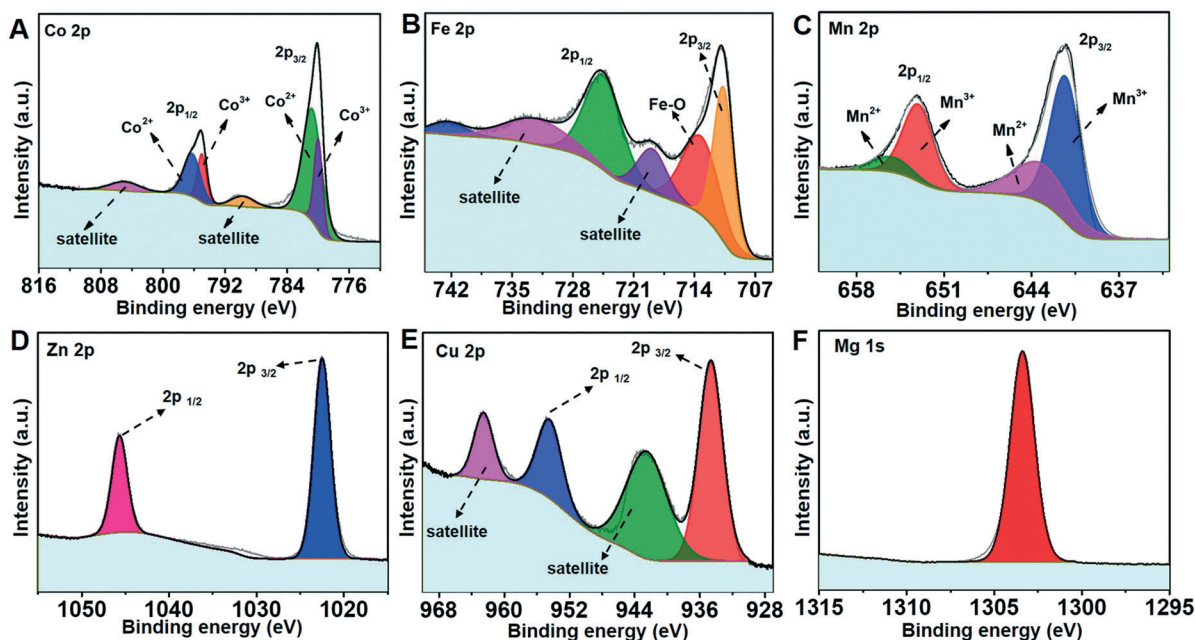 A
Co 2p
Intensity (a.u.)
2p3/2
2p1/2
Co2+
Co3+
Co2+
Co3+
satellite
satellite
816 804 792 784 776
Binding energy (eV)
B
Fe 2p
Intensity (a.u.)
2p1/2
2p3/2
Fe-O
satellite
satellite
742 733 728 721 714 707
Binding energy (eV)
C
Mn 2p
Intensity (a.u.)
2p3/2
2p1/2
Mn2+
Mn3+
Mn2+
Mn3+
658 651 644 637
Binding energy (eV)
D
Zn 2p
Intensity (a.u.)
2p 3/2
2p 1/2
1050 1040 1030 1020
Binding energy (eV)
E
Cu 2p
Intensity (a.u.)
2p 3/2
2p 1/2
satellite
satellite
968 960 952 944 936 928
Binding energy (eV)
F
Mg 1s
Intensity (a.u.)
1315 1310 1305 1300 1295
Binding energy (eV)